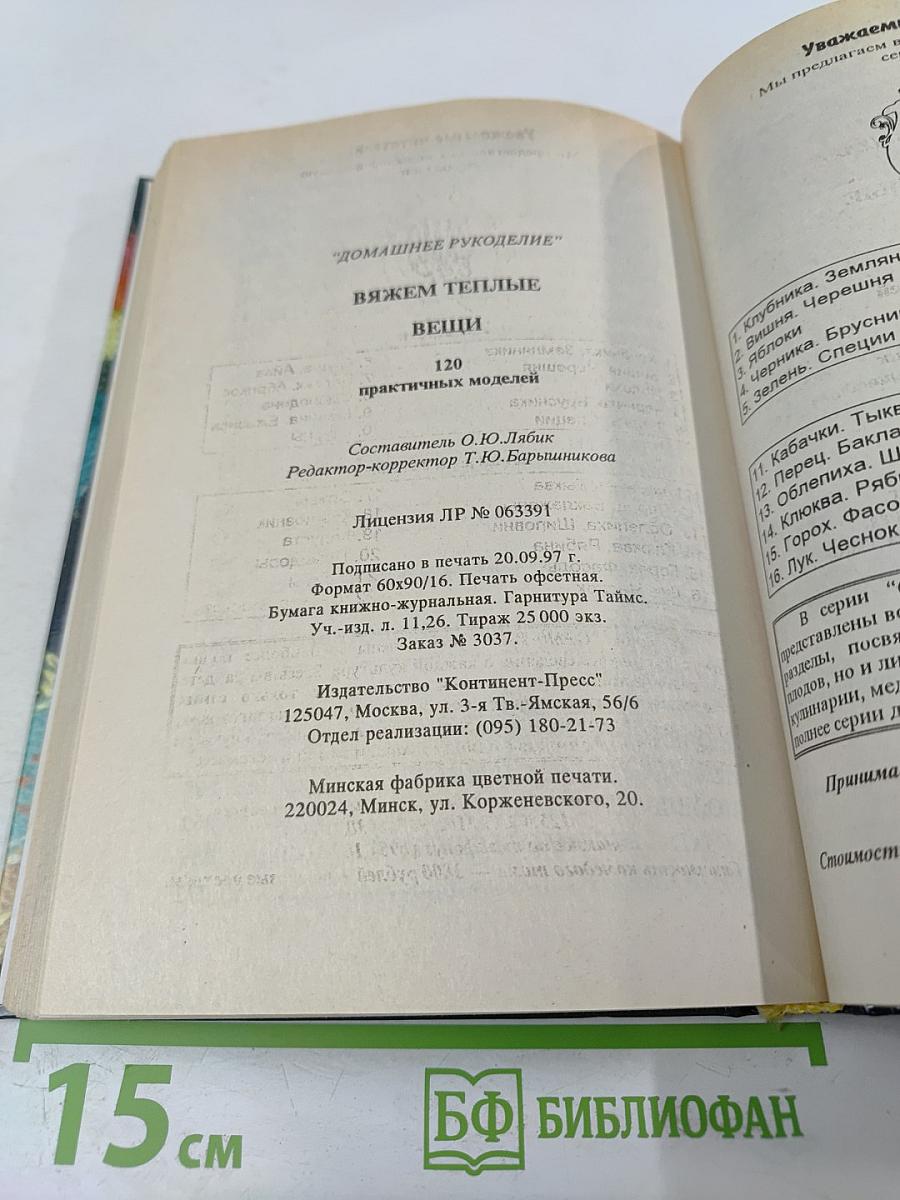 "ДОМАШНЕЕ РУКОДЕЛИЕ"
ВЯЖЕМ ТЕПЛЫЕ
ВЕЩИ
120
практичных моделей
Составитель О.Ю.Лябик
Редактор-корректор Т.Ю.Барышникова
Лицензия ЛР № 063391
Подписано в печать 20.09.97 г.
Формат 60х90/16. Печать офсетная.
Бумага книжно-журнальная. Гарнитура Таймс.
Уч.-изд. л. 11,26. Тираж 25 000 экз.
Заказ № 3037.
Издательство "Континент-Пресс"
125047, Москва, ул. 3-я Тв.-Ямская, 56/6
Отдел реализации: (095) 180-21-73
Минская фабрика цветной печати.
220024, Минск, ул. Корженевского, 20.
Мы предлагаем
1. Клубника. Землян
2. Вишня. Черешня
3. Яблоки
4. Черника. Брусни
5. Зелень. Специи
11. Кабачки. Тыкв
12. Перец. Бакла
13. Облепиха. Ш
14. Клюква. Ряб
15. Горох. Фасо
16. Лук. Чеснок
В серии
представлены вс
разделы, посвя
плодов, но и ли
кулинарии, мед
полнее серии д
Принима
Стоимост
15 см
БФ БИБЛИОФАН